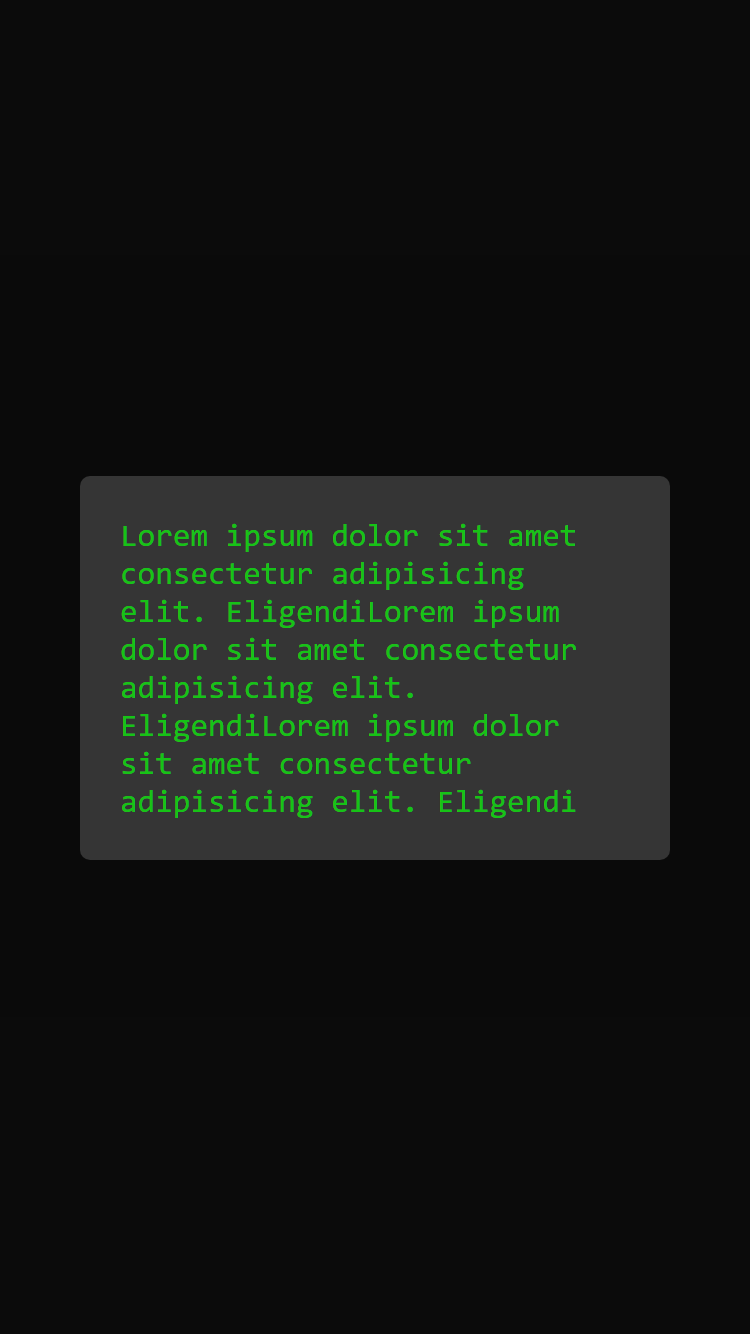 Lorem ipsum dolor sit amet
consectetur adipisicing
elit. EligendiLorem ipsum
dolor sit amet consectetur
adipisicing elit.
EligendiLorem ipsum dolor
sit amet consectetur
adipisicing elit. Eligendi